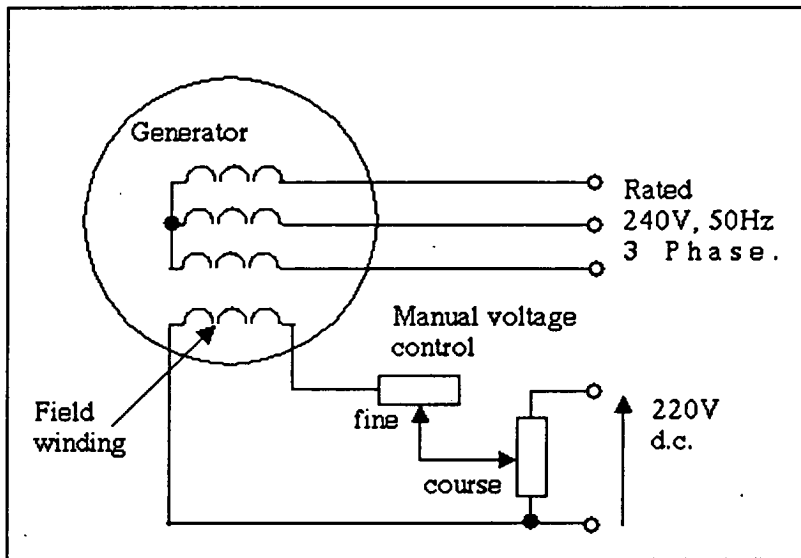 Generator
Rated
240V, 50Hz
3 Phase.
Manual voltage
control
Field
winding
fine
course
220V
d.c.